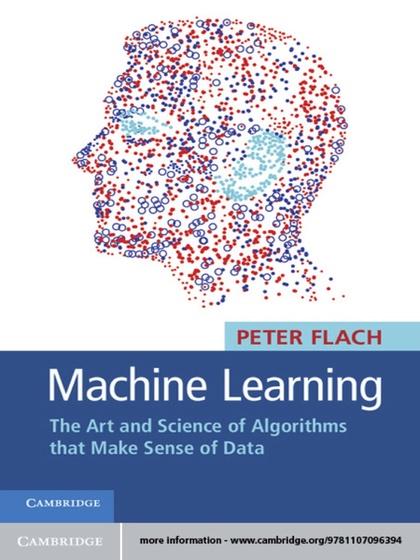 PETER FLACH
Machine Learning
The Art and Science of Algorithms
that Make Sense of Data
CAMBRIDGE
CAMBRIDGE more information - www.cambridge.org/9781107096394